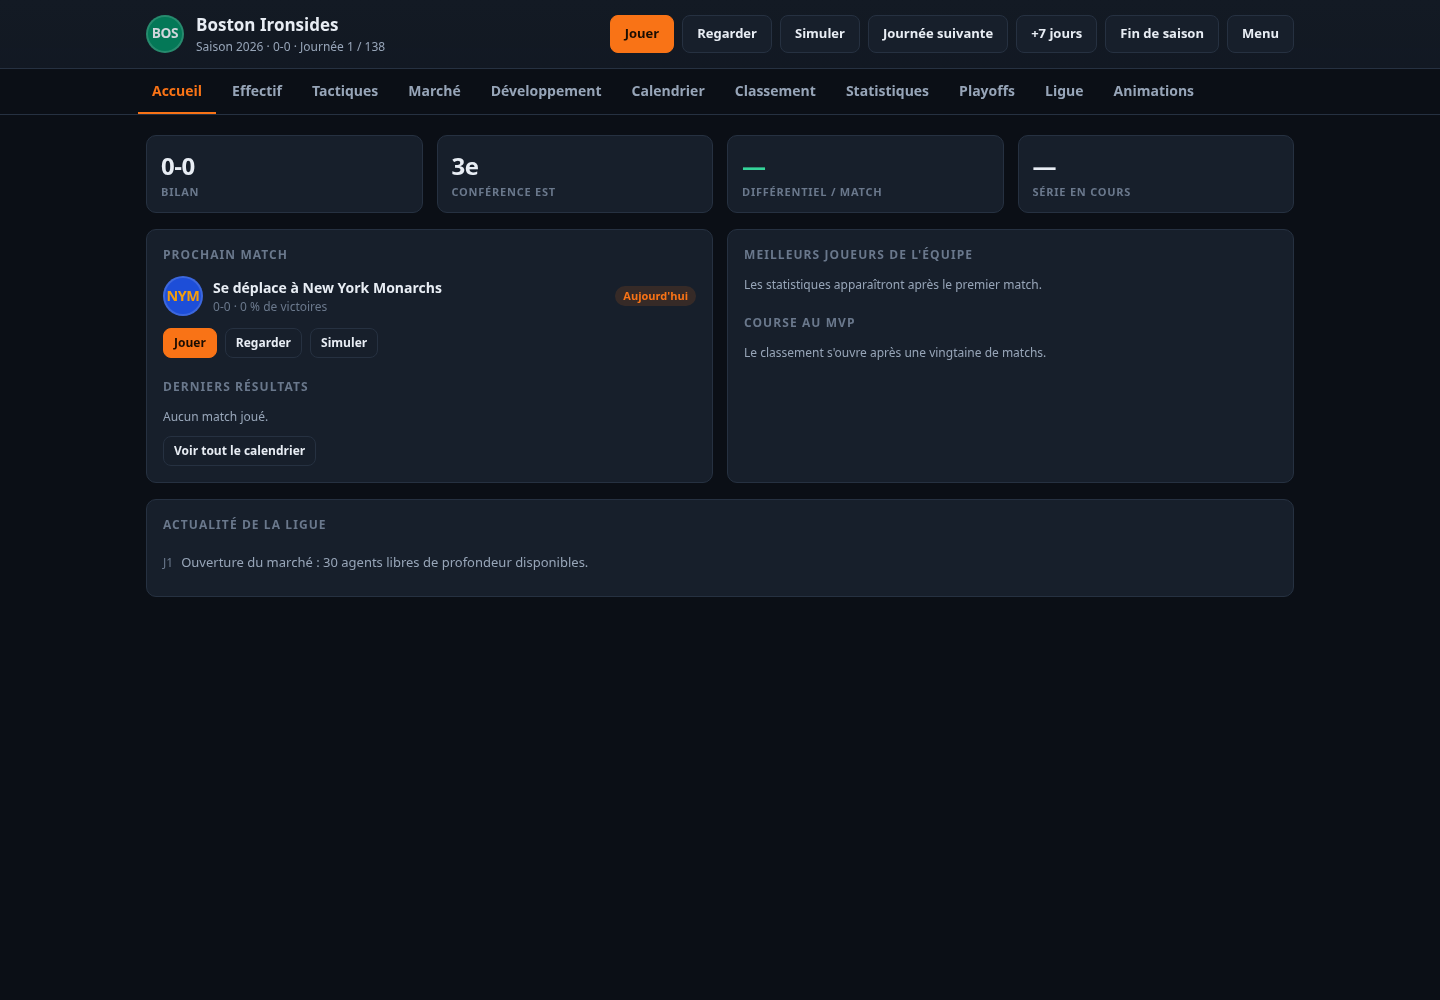 BOS
Boston Ironsides
Saison 2026 · 0-0 · Journée 1 / 138
Jouer
Regarder
Simuler
Journée suivante
+7 jours
Fin de saison
Menu
Accueil
Effectif
Tactiques
Marché
Développement
Calendrier
Classement
Statistiques
Playoffs
Ligue
Animations
0-0
BILAN
3e
CONFÉRENCE EST
—
DIFFÉRENTIEL / MATCH
—
SÉRIE EN COURS
PROCHAIN MATCH
NYM
Se déplace à New York Monarchs
0-0 · 0 % de victoires
Aujourd'hui
Jouer
Regarder
Simuler
DERNIERS RÉSULTATS
Aucun match joué.
Voir tout le calendrier
MEILLEURS JOUEURS DE L'ÉQUIPE
Les statistiques apparaîtront après le premier match.
COURSE AU MVP
Le classement s'ouvre après une vingtaine de matchs.
ACTUALITÉ DE LA LIGUE
J1 Ouverture du marché : 30 agents libres de profondeur disponibles.